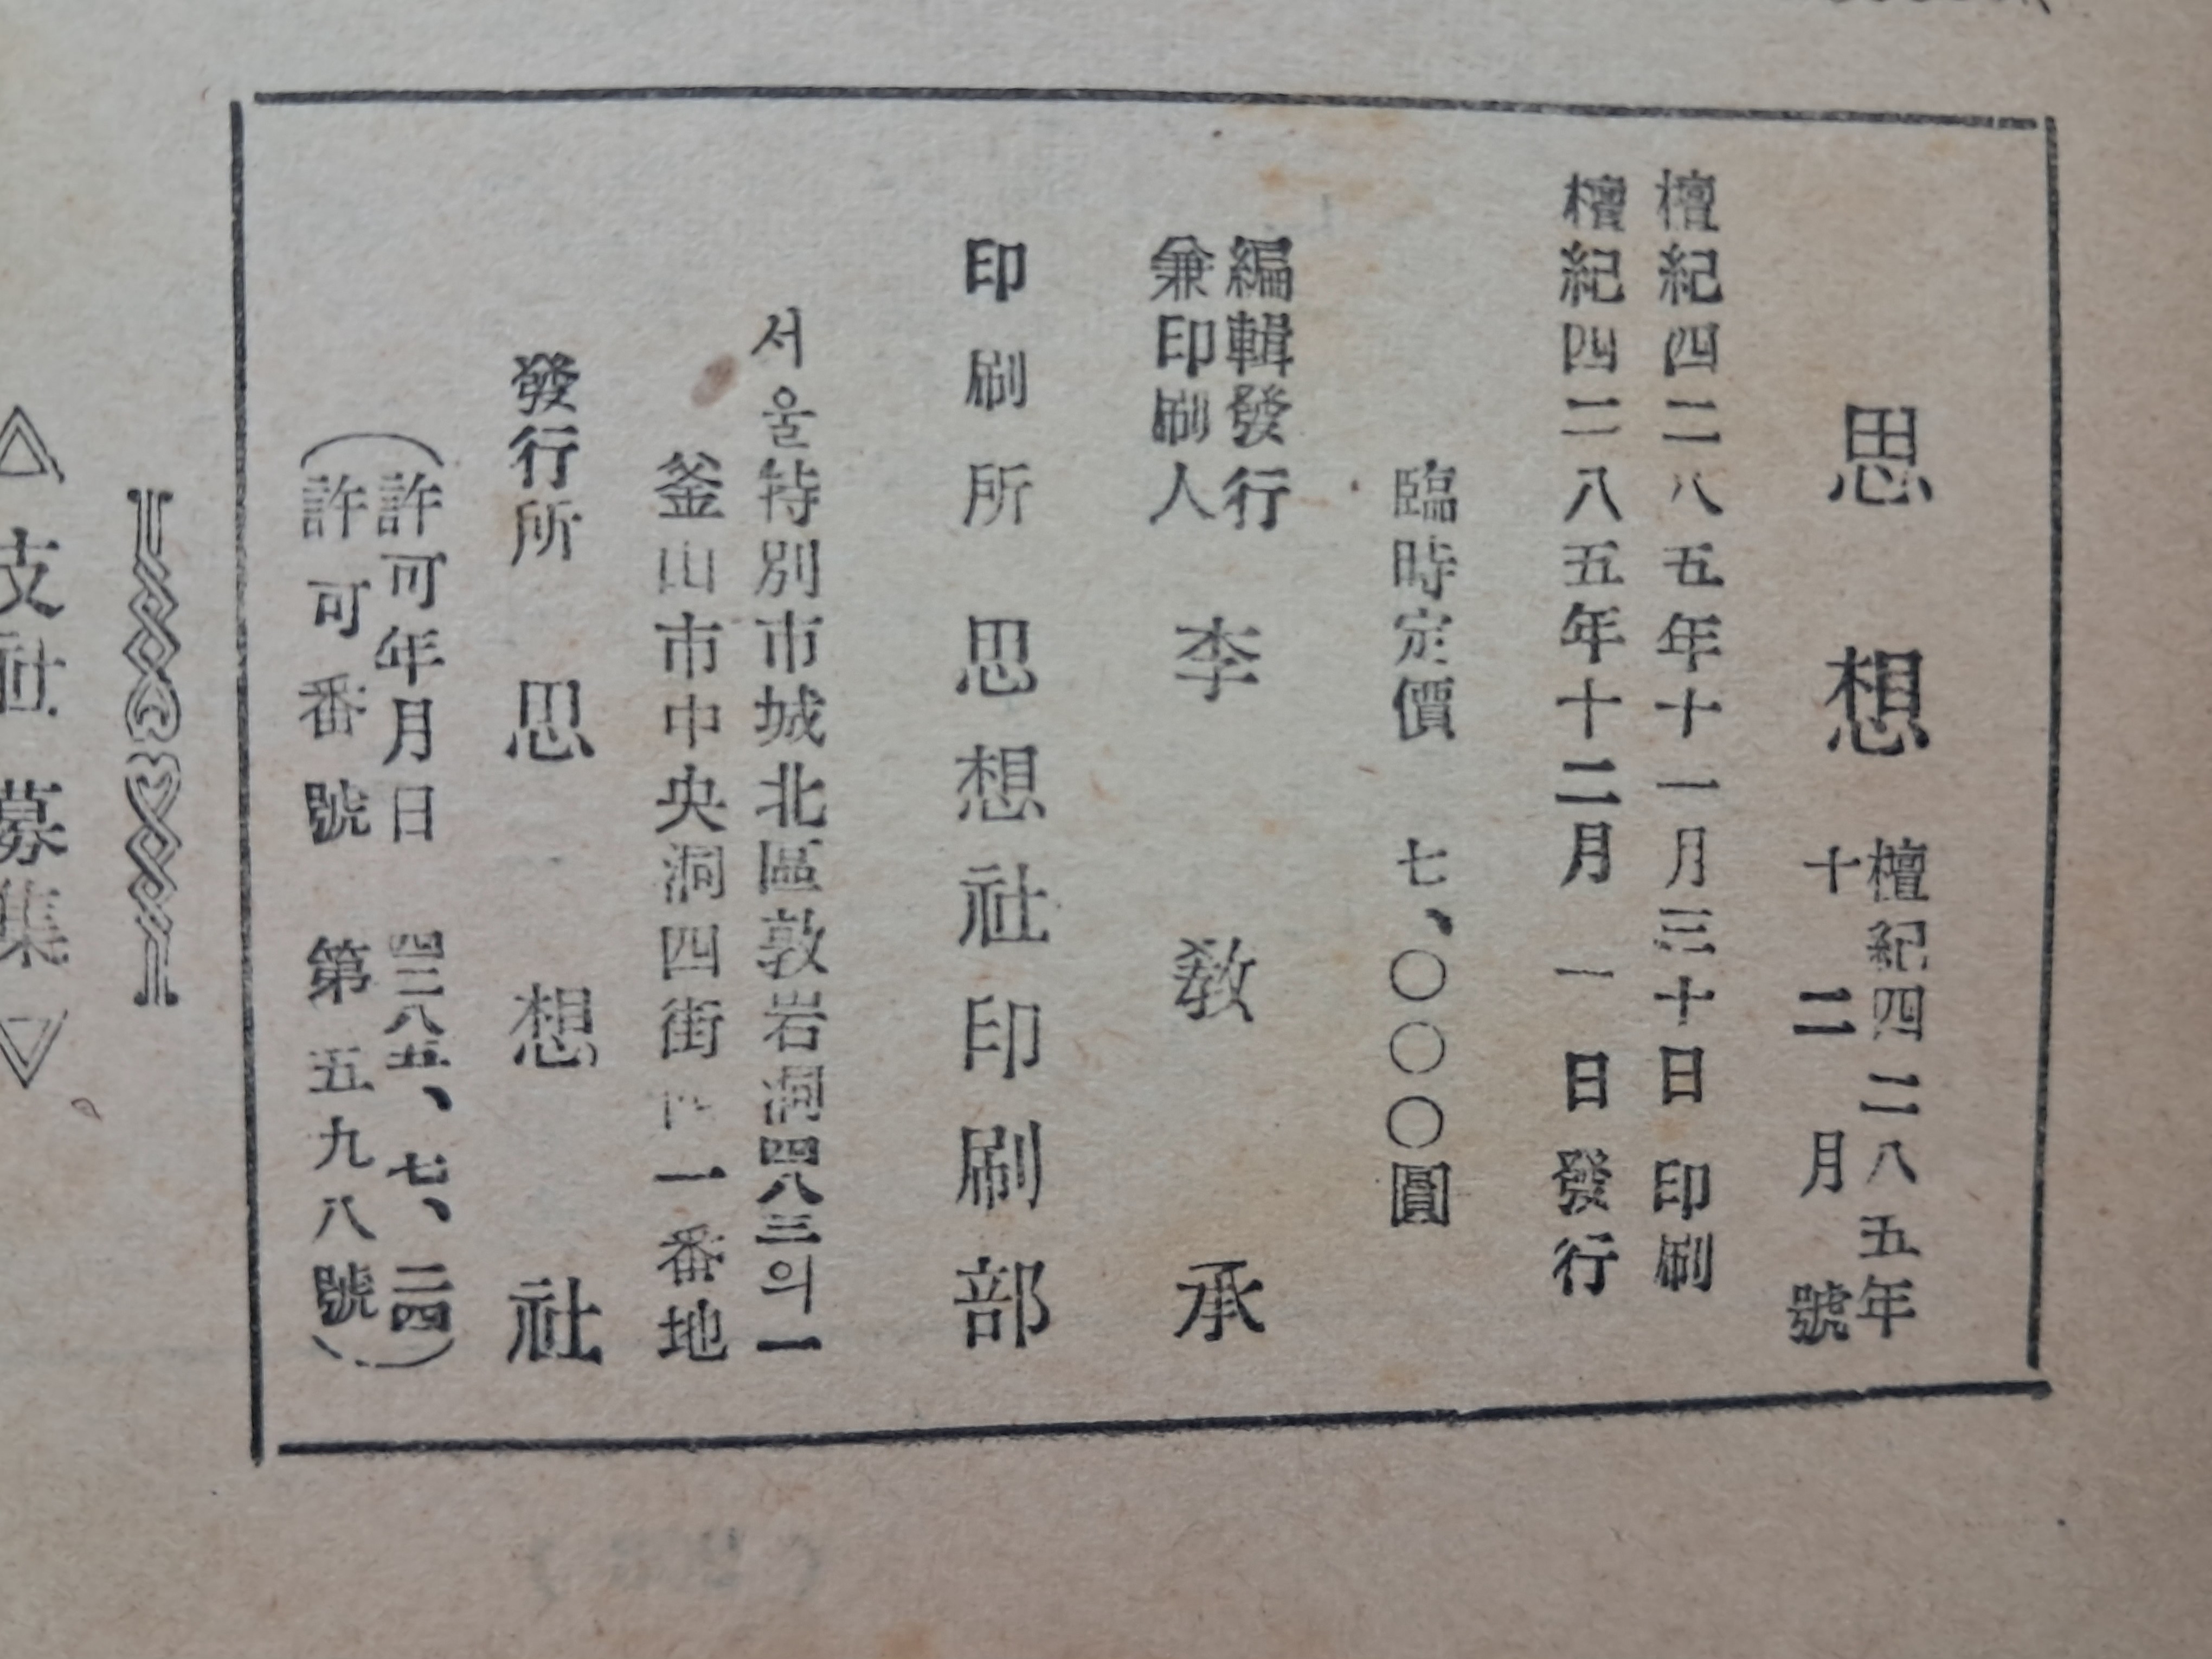 思想
檀紀四二八五年
十二月號
檀紀四二八五年十一月三十日印刷
檀紀四二八五年十二月一日發行
臨時定價 七、〇〇〇圓
編輯發行
兼印刷人
李敎承
印刷所 思想社印刷部
서울特別市城北區敦岩洞四八三의一
釜山市中央洞四街 一番地
發行所 思想社
(許可年月日 四二八五、七、二四)
(許可番號 第五九八號)
△支社募集▽